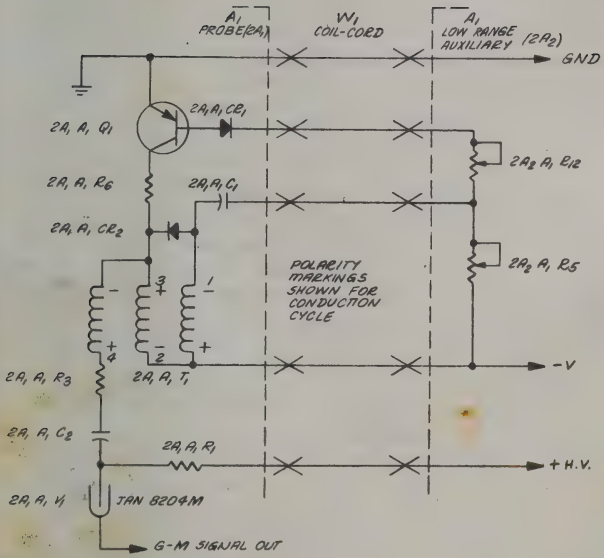 A1
PROBE(2A1)
W1
COIL-CORD
A1
LOW RANGE
AUXILIARY (2A2)
GND
2A1 A1 CR1
2A1 A1 Q1
2A2 A1 R12
2A1 A1 R6
2A1 A1 C1
2A1 A1 CR2
2A2 A1 R5
POLARITY
MARKINGS
SHOWN FOR
CONDUCTION
CYCLE
- 3 + 1 -
+ 4 - 2 +
2A1 A1 T1
-V
2A1 A1 R3
2A1 A1 C2
2A1 A1 R1
+ H.V.
2A1 A1 V1
JAN 8204M
G-M SIGNAL OUT